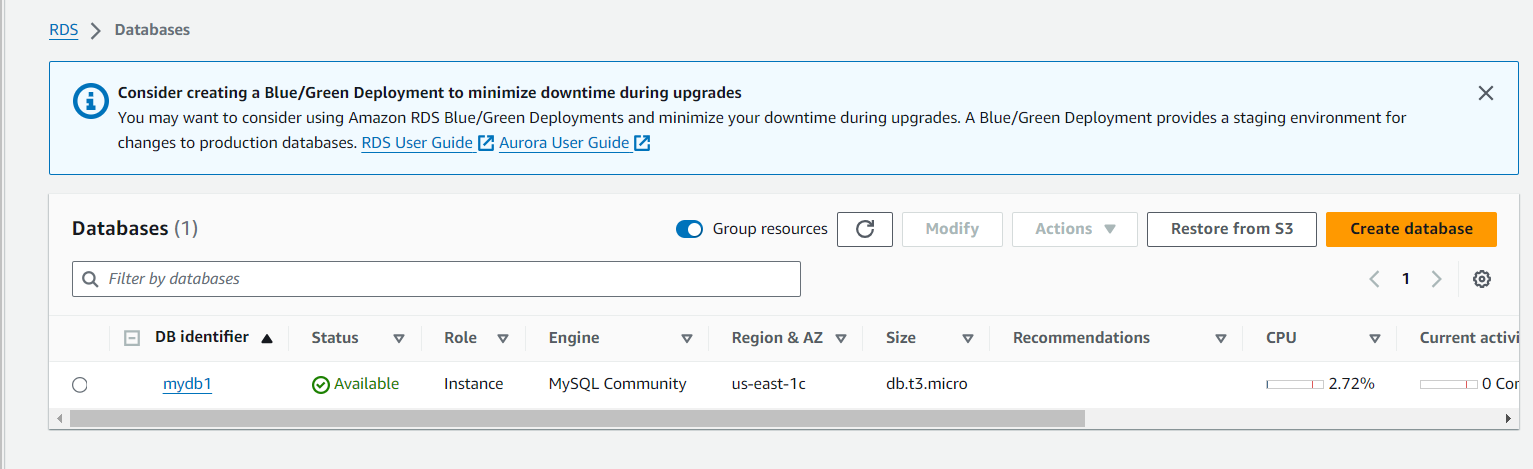 RDS > Databases
Consider creating a Blue/Green Deployment to minimize downtime during upgrades
You may want to consider using Amazon RDS Blue/Green Deployments and minimize your downtime during upgrades. A Blue/Green Deployment provides a staging environment for
changes to production databases. RDS User Guide Aurora User Guide
Databases (1) Group resources Modify Actions Restore from S3 Create database
Filter by databases 1
DB identifier Status Role Engine Region & AZ Size Recommendations CPU Current activi
mydb1 Available Instance MySQL Community us-east-1c db.t3.micro 2.72% 0 Con